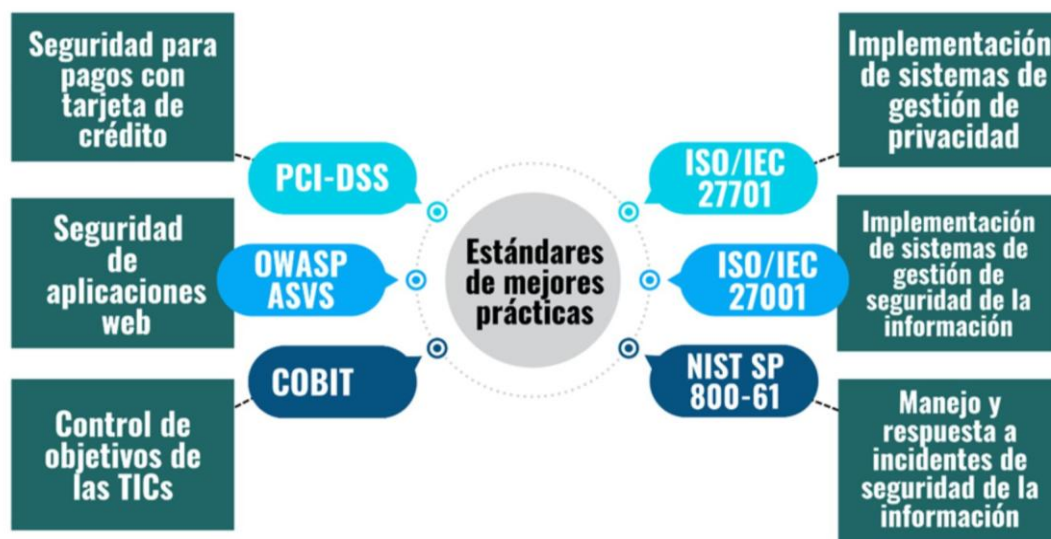 Seguridad para
pagos con
tarjeta de
crédito
PCI-DSS
Seguridad
de
aplicaciones
web
OWASP
ASVS
Control de
objetivos de
las TICs
COBIT
Estándares
de mejores
prácticas
ISO/IEC
27701
Implementación
de sistemas de
gestión de
privacidad
ISO/IEC
27001
Implementación
de sistemas de
gestión de
seguridad de la
información
NIST SP
800-61
Manejo y
respuesta a
incidentes de
seguridad de la
información